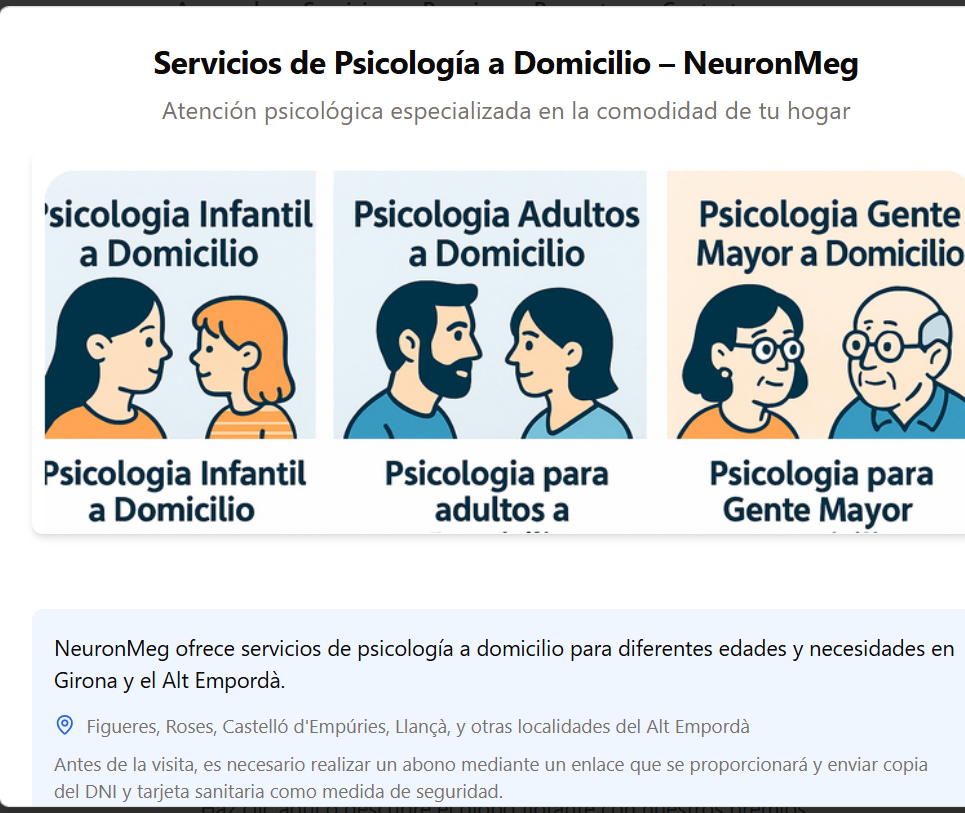 Servicios de Psicología a Domicilio – NeuronMeg
Atención psicológica especializada en la comodidad de tu hogar
Psicologia Infantil
a Domicilio
Psicologia Adultos
a Domicilio
Psicologia Gente
Mayor a Domicilio
Psicologia Infantil
a Domicilio
Psicologia para
adultos a
Psicologia para
Gente Mayor
NeuronMeg ofrece servicios de psicología a domicilio para diferentes edades y necesidades en
Girona y el Alt Empordà.
Figueres, Roses, Castelló d'Empúries, Llançà, y otras localidades del Alt Empordà
Antes de la visita, es necesario realizar un abono mediante un enlace que se proporcionará y enviar copia
del DNI y tarjeta sanitaria como medida de seguridad.